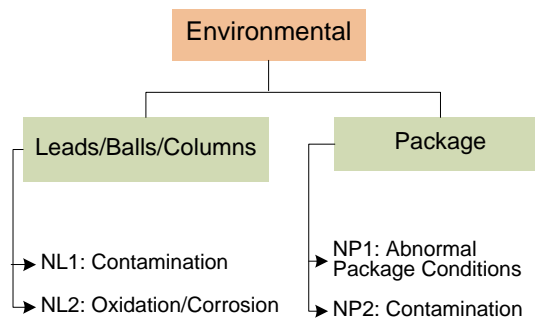 Environmental
Leads/Balls/Columns
NL1: Contamination
NL2: Oxidation/Corrosion
Package
NP1: Abnormal
Package Conditions
NP2: Contamination